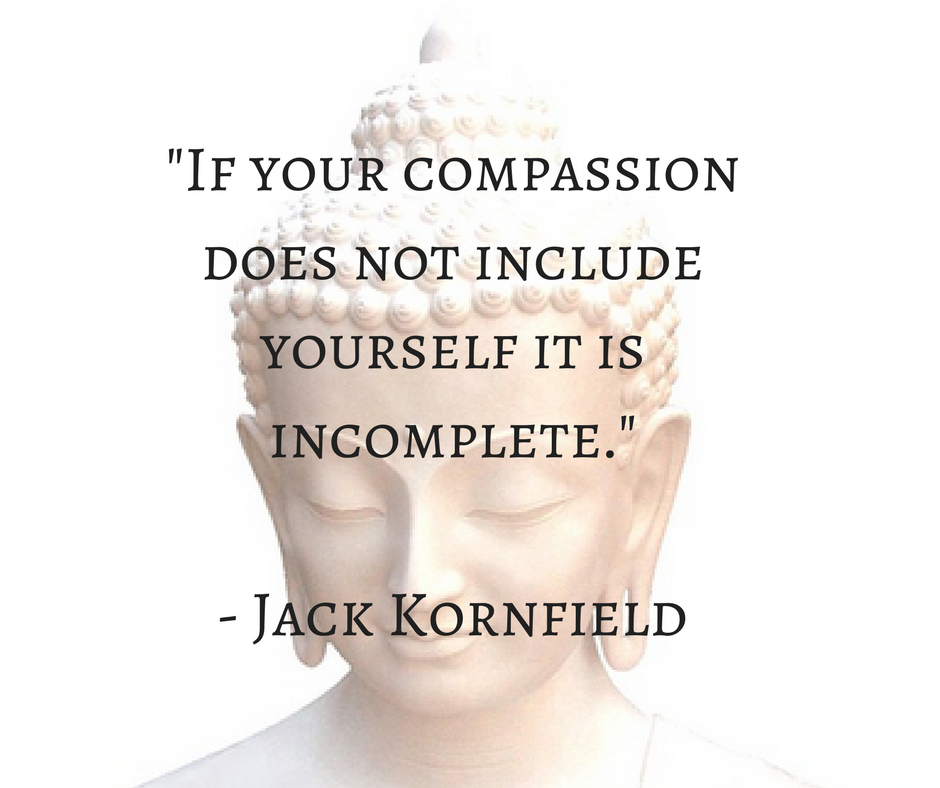 "If your compassion
does not include
yourself it is
incomplete."
- Jack Kornfield